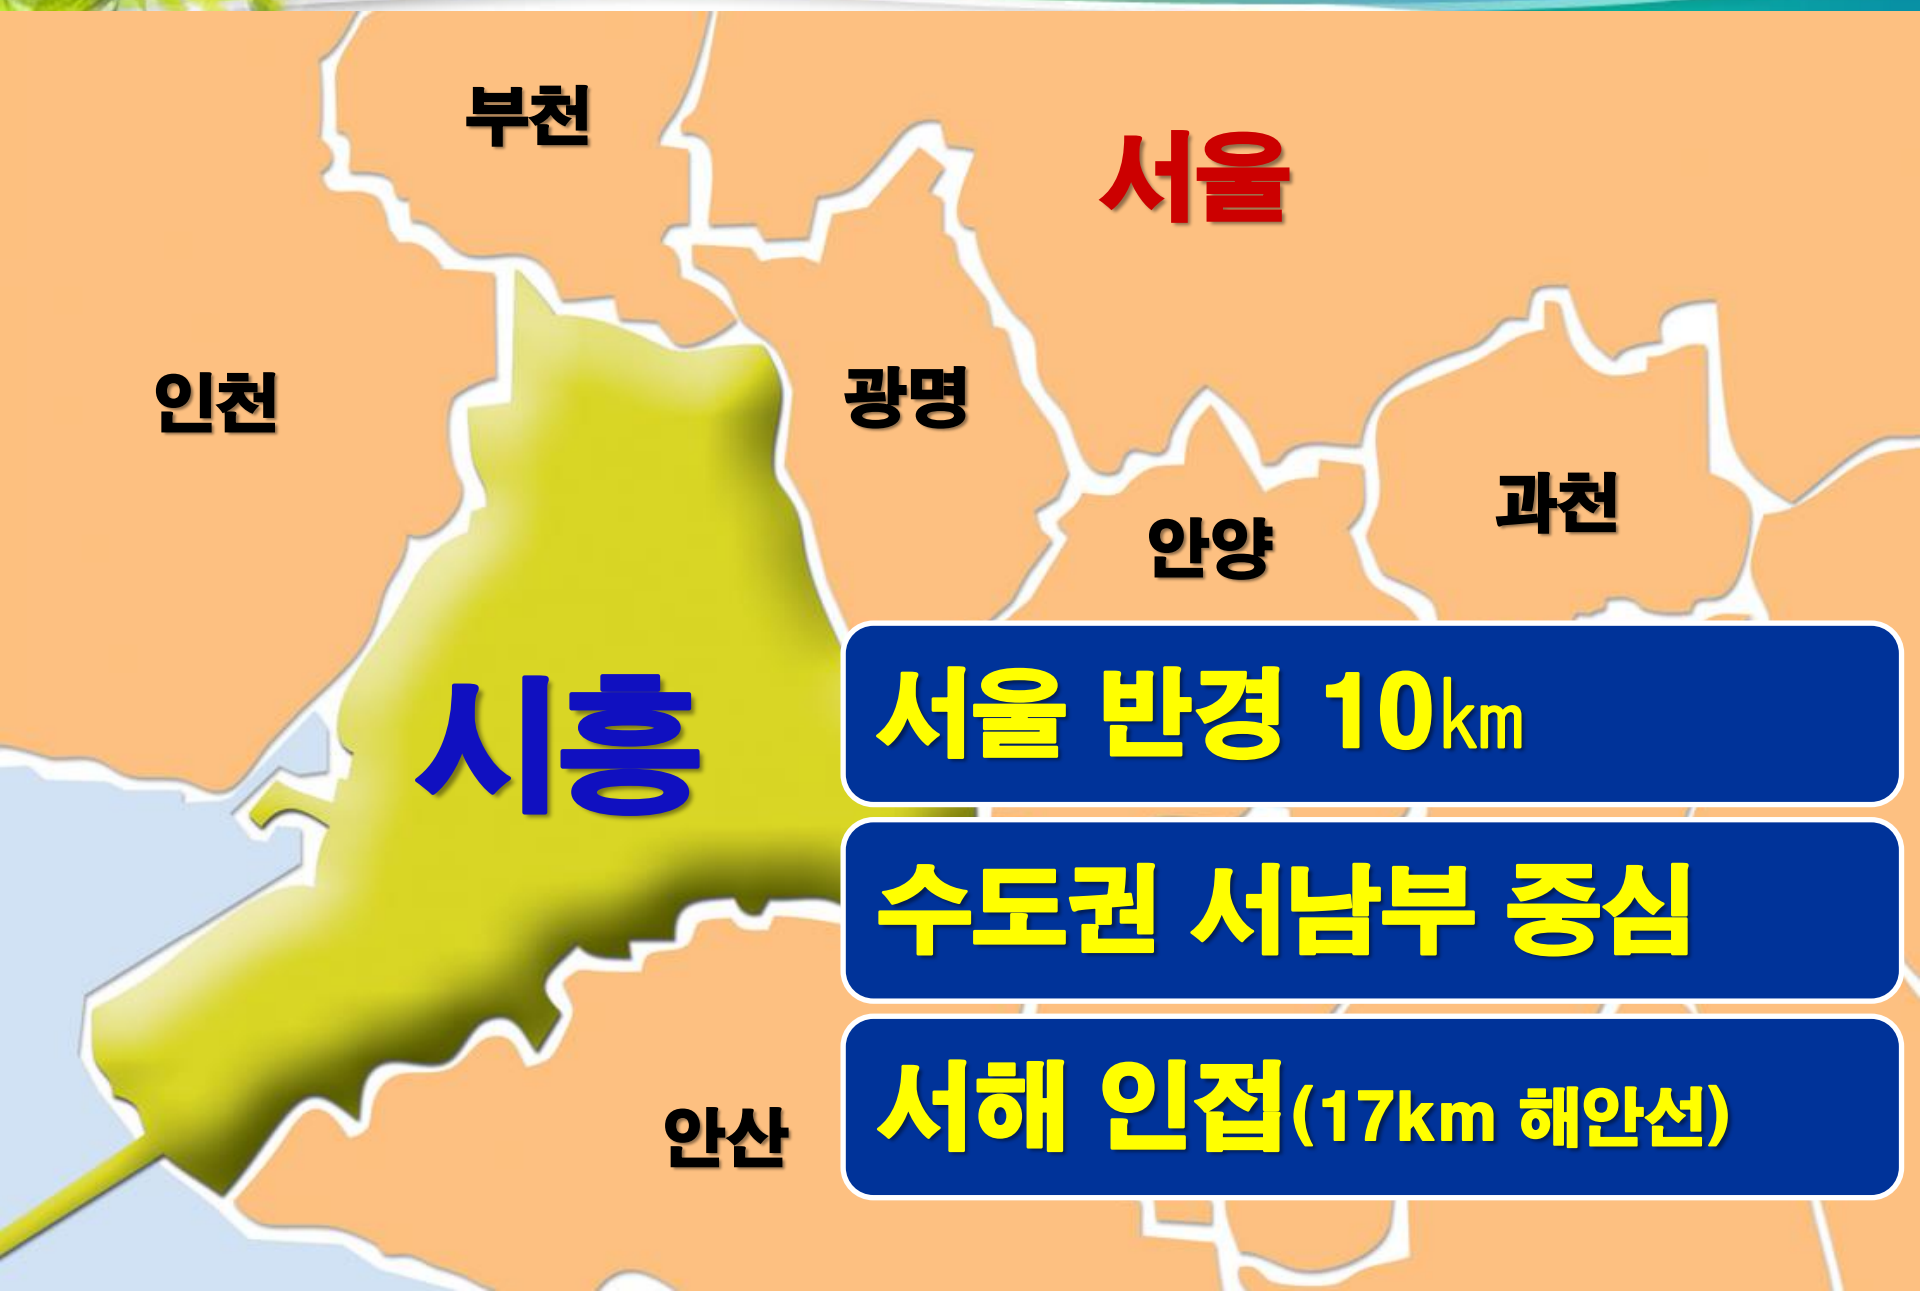 부천
서울
인천
광명
과천
안양
시흥
서울 반경 10㎞
수도권 서남부 중심
서해 인접(17km 해안선)
안산